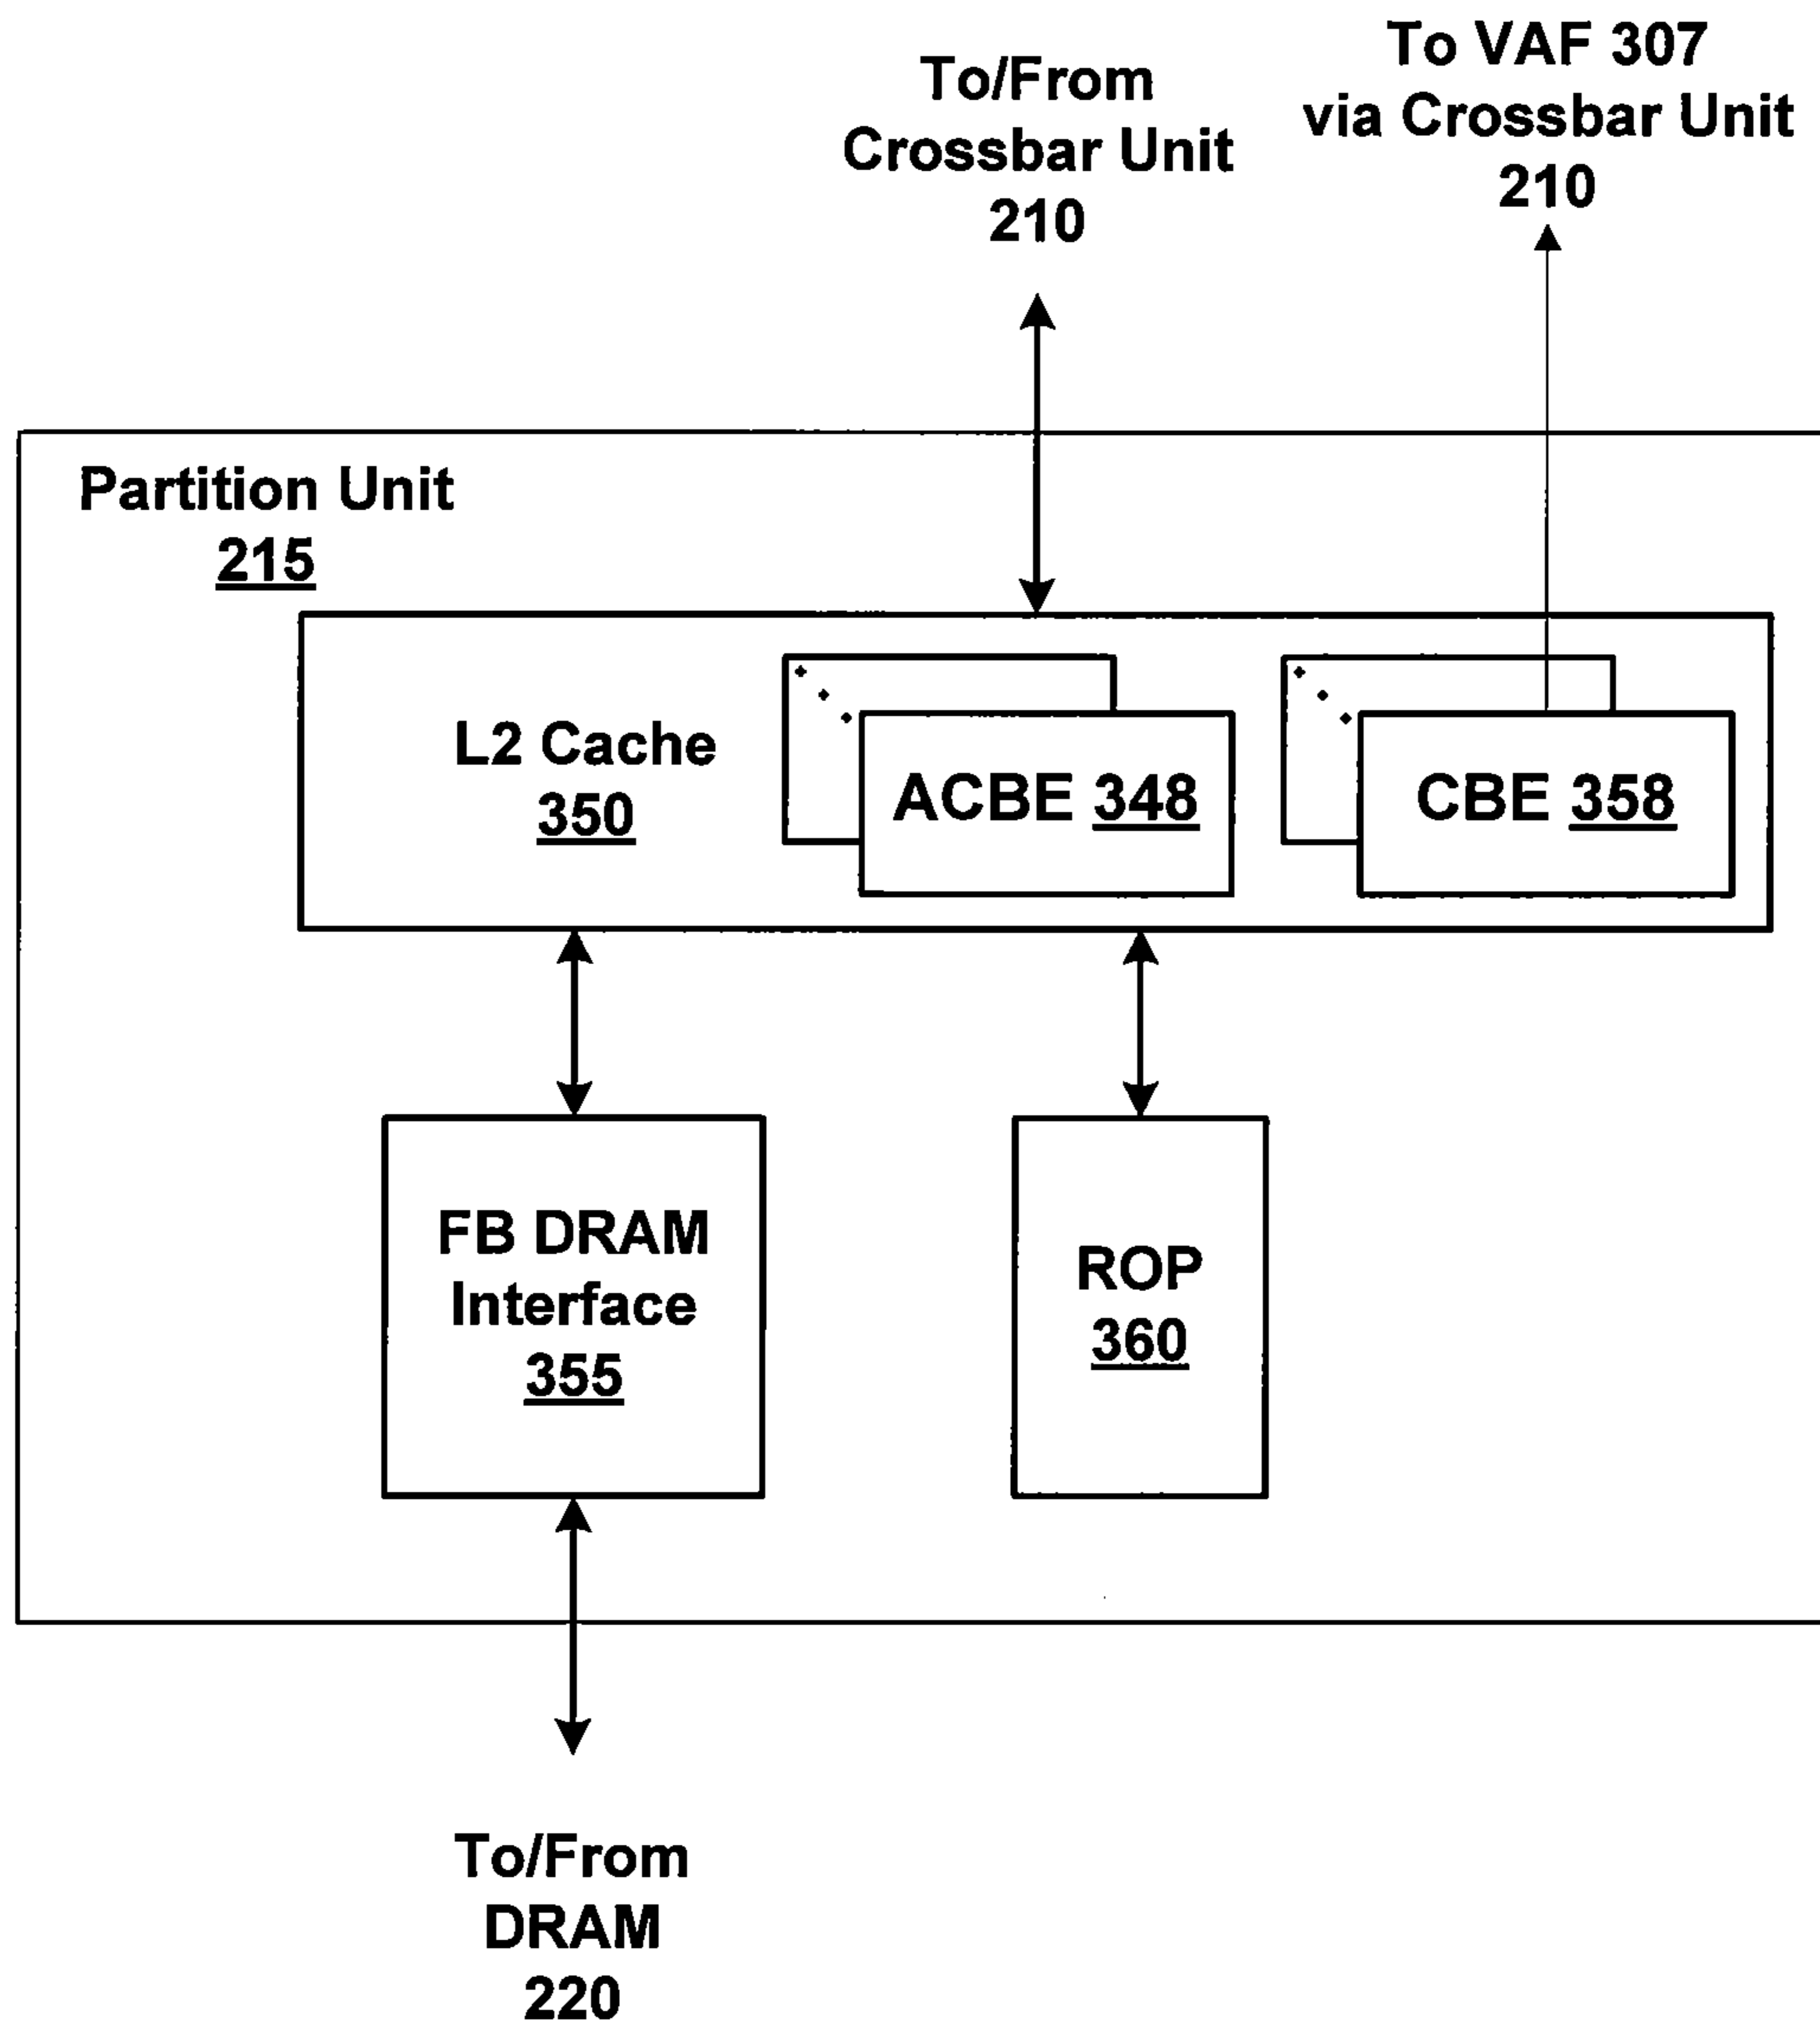 To/From
Crossbar Unit
210
To VAF 307
via Crossbar Unit
210
Partition Unit
215
L2 Cache
350
ACBE 348
CBE 358
FB DRAM
Interface
355
ROP
360
To/From
DRAM
220